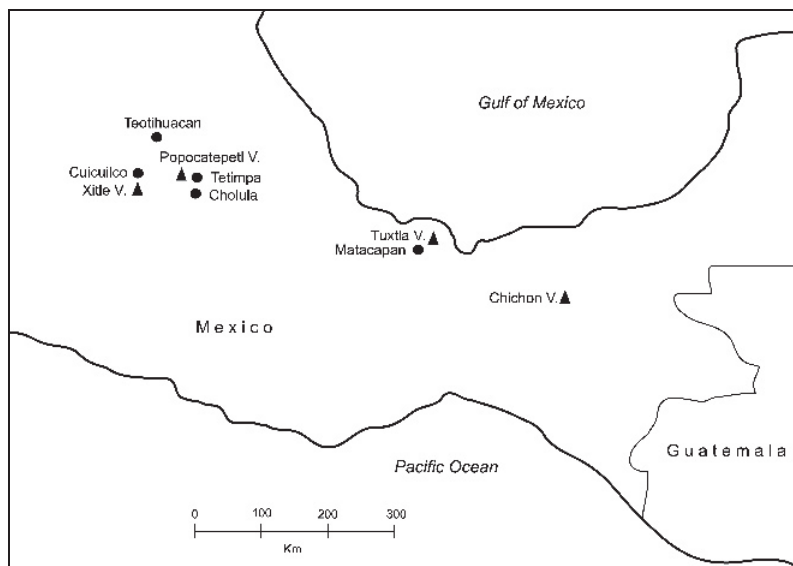 Gulf of Mexico
Teotihuacan
Popocatepetl V.
Cuicuilco
Tetimpa
Xitle V.
Cholula
Tuxtla V.
Matacapan
Chichon V.
Mexico
Guatemala
Pacific Ocean
0 100 200 300
Km